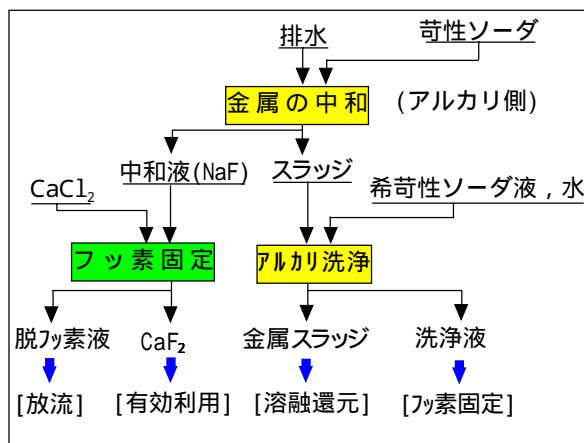 排水 苛性ソーダ
金属の中和 (アルカリ側)
中和液(NaF) スラッジ
CaCl₂ 希苛性ソーダ液,水
フッ素固定 ｱﾙｶﾘ洗浄
脱ﾌｯ素液 CaF₂ 金属スラッジ 洗浄液
[放流] [有効利用] [溶融還元] [ﾌｯ素固定]